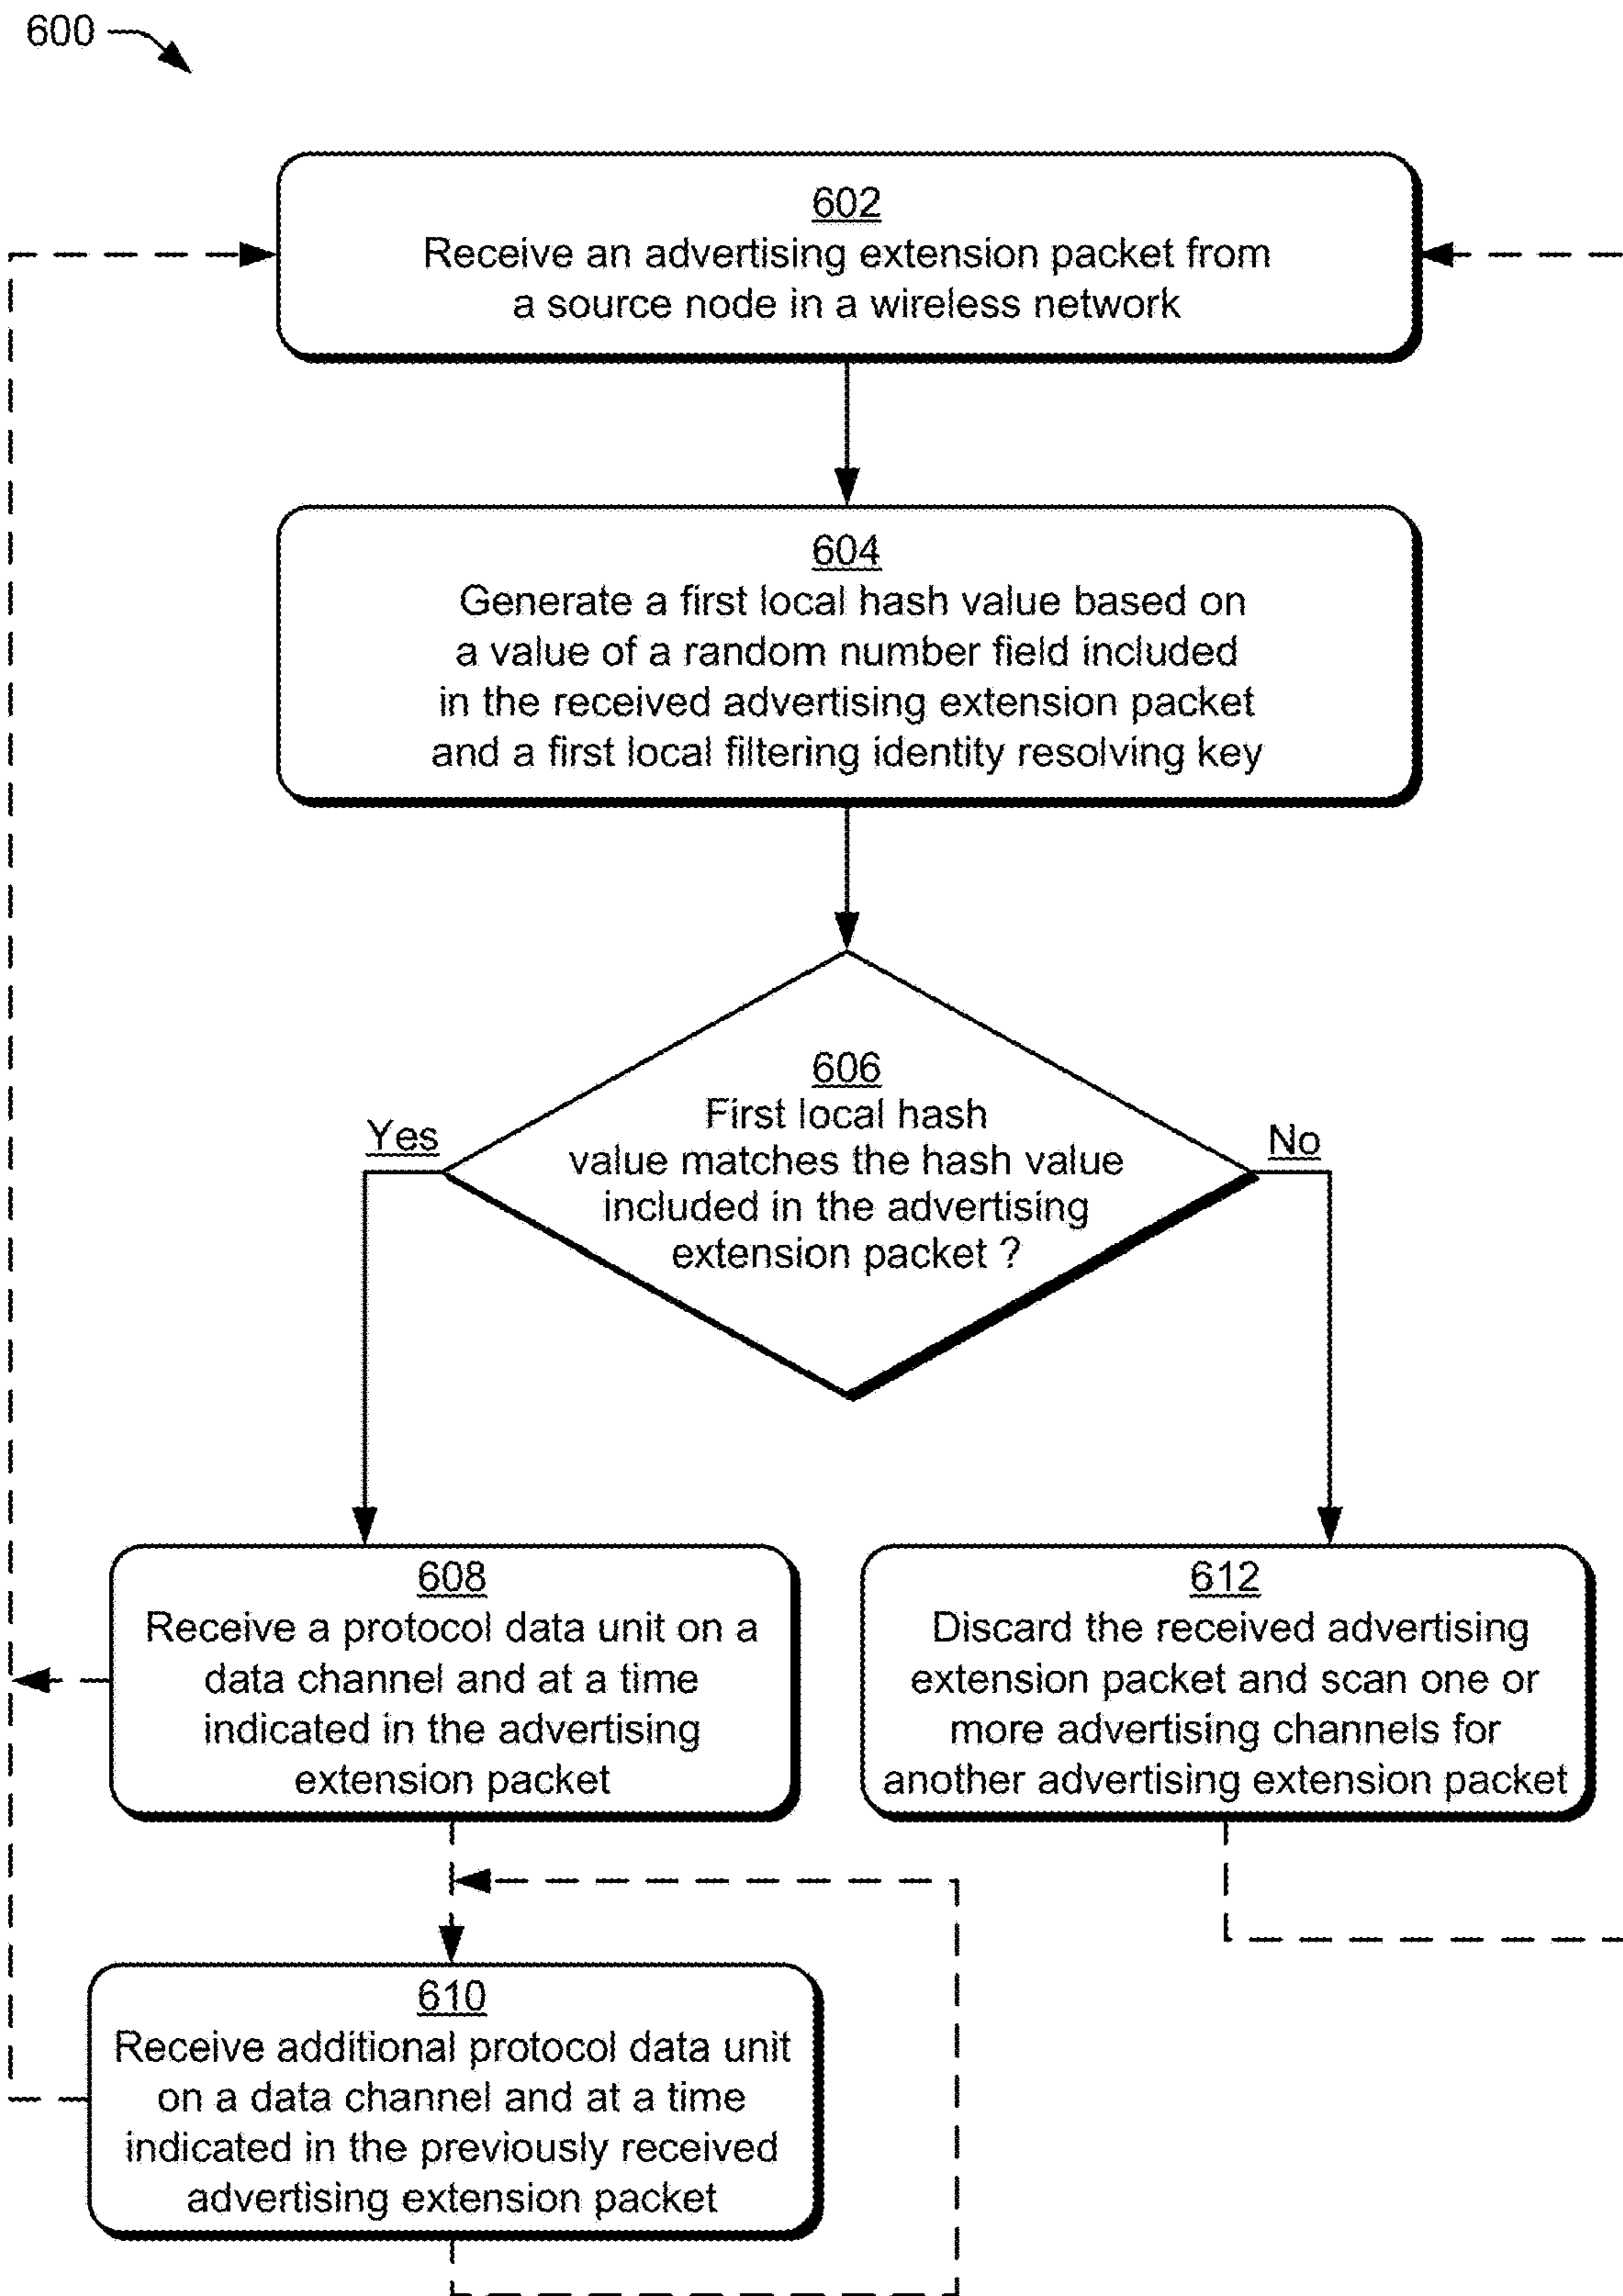 600
602
Receive an advertising extension packet from
a source node in a wireless network
604
Generate a first local hash value based on
a value of a random number field included
in the received advertising extension packet
and a first local filtering identity resolving key
606
First local hash
value matches the hash value
included in the advertising
extension packet ?
Yes
No
608
Receive a protocol data unit on a
data channel and at a time
indicated in the advertising
extension packet
612
Discard the received advertising
extension packet and scan one or
more advertising channels for
another advertising extension packet
610
Receive additional protocol data unit
on a data channel and at a time
indicated in the previously received
advertising extension packet